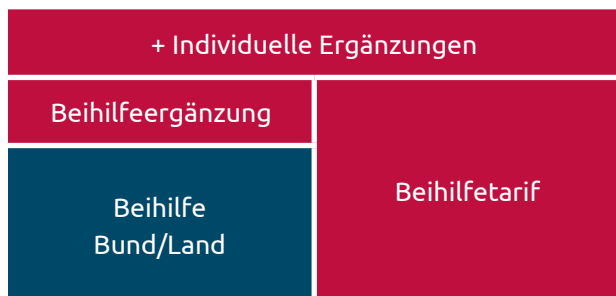 + Individuelle Ergänzungen
Beihilfeergänzung
Beihilfe
Bund/Land
Beihilfetarif